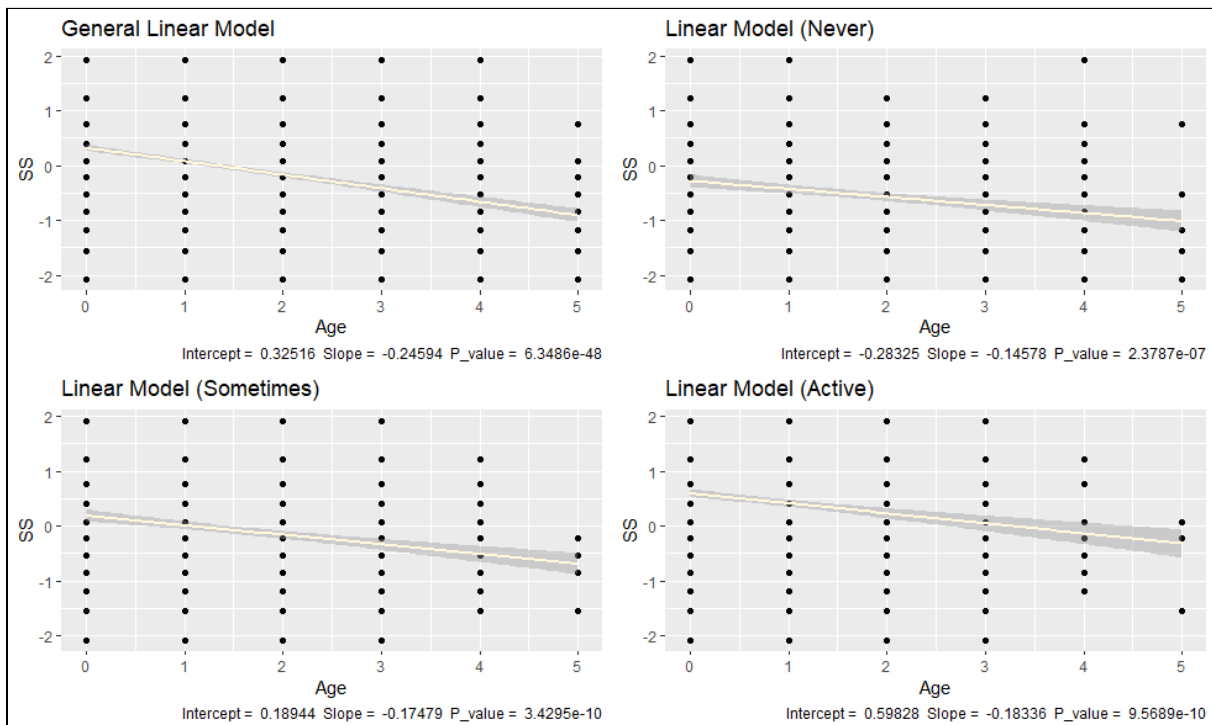 General Linear Model
2
1
0
-1
-2
SS
0 1 2 3 4 5
Age
Intercept = 0.32516 Slope = -0.24594 P_value = 6.3486e-48
Linear Model (Never)
2
1
0
-1
-2
SS
0 1 2 3 4 5
Age
Intercept = -0.28325 Slope = -0.14578 P_value = 2.3787e-07
Linear Model (Sometimes)
2
1
0
-1
-2
SS
0 1 2 3 4 5
Age
Intercept = 0.18944 Slope = -0.17479 P_value = 3.4295e-10
Linear Model (Active)
2
1
0
-1
-2
SS
0 1 2 3 4 5
Age
Intercept = 0.59828 Slope = -0.18336 P_value = 9.5689e-10